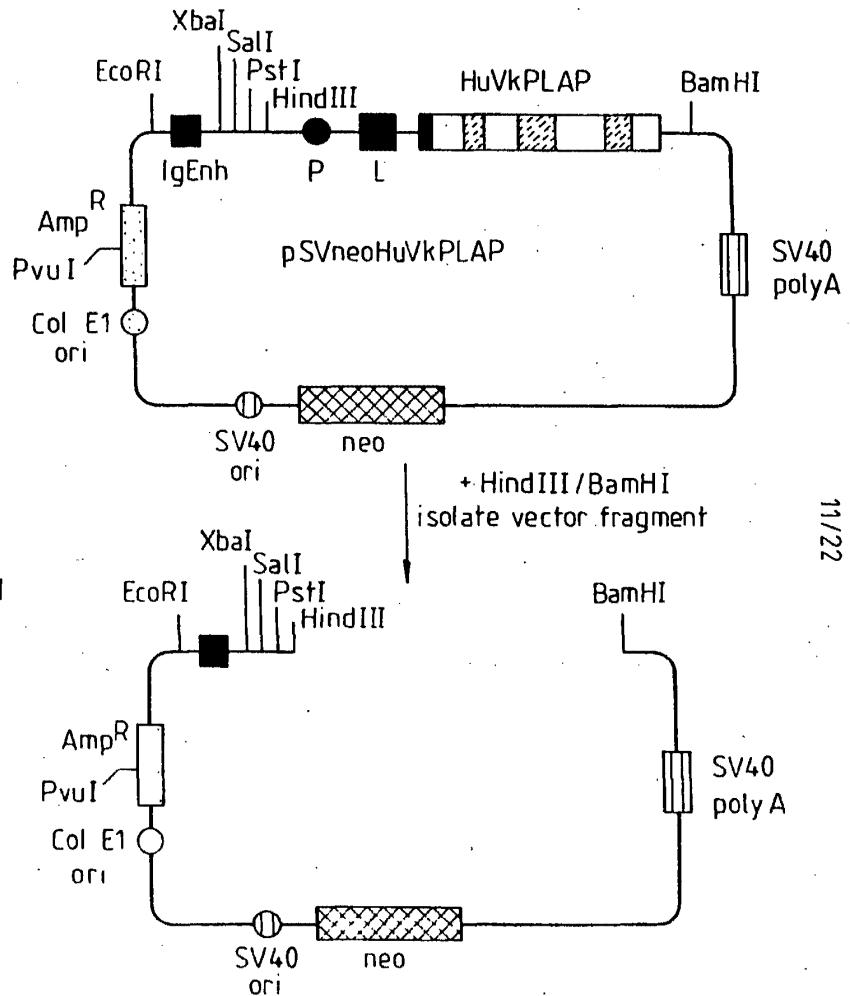 XbaI
SalI
EcoRI
PstI
HindIII
HuVkPLAP
BamHI
IgEnh
P
L
Amp R
PvuI
pSVneoHuVkPLAP
SV40
polyA
Col E1
ori
SV40
ori
neo
+ HindIII/BamHI
isolate vector fragment
11/22
XbaI
SalI
EcoRI
PstI
HindIII
BamHI
Amp R
PvuI
SV40
poly A
Col E1
ori
SV40
ori
neo